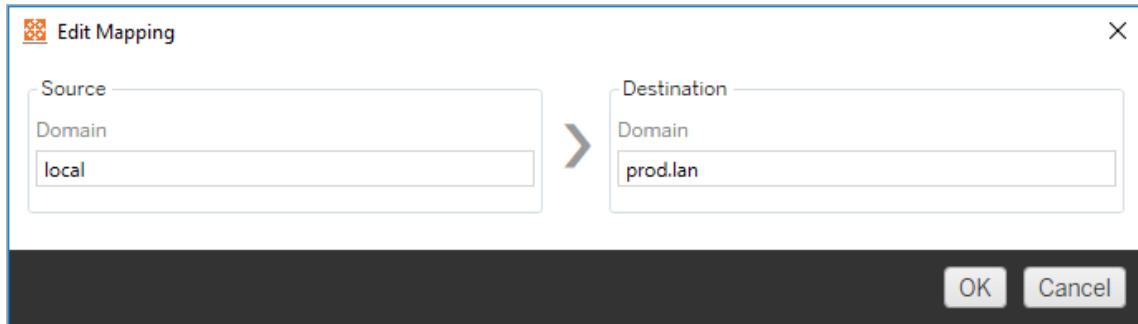 Edit Mapping
Source
Domain
local
Destination
Domain
prod.lan
OK
Cancel